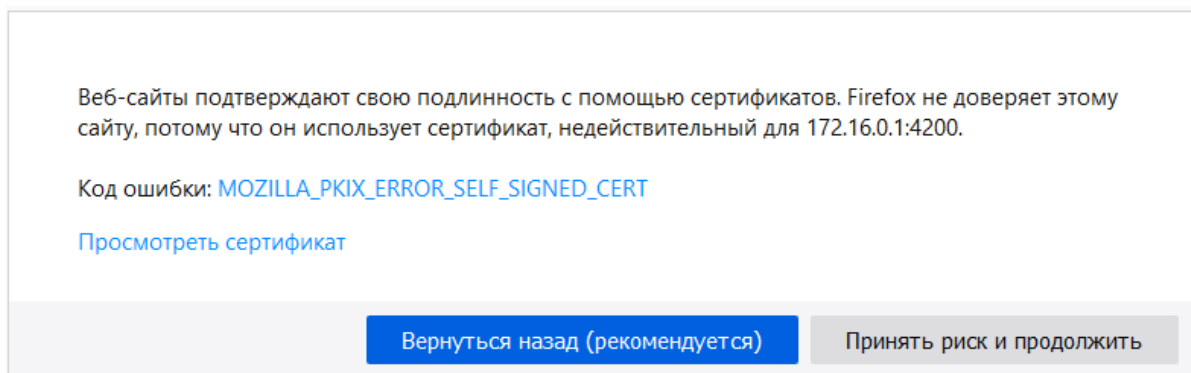 Веб-сайты подтверждают свою подлинность с помощью сертификатов. Firefox не доверяет этому
сайту, потому что он использует сертификат, недействительный для 172.16.0.1:4200.
Код ошибки: MOZILLA_PKIX_ERROR_SELF_SIGNED_CERT
Просмотреть сертификат
Вернуться назад (рекомендуется) Принять риск и продолжить